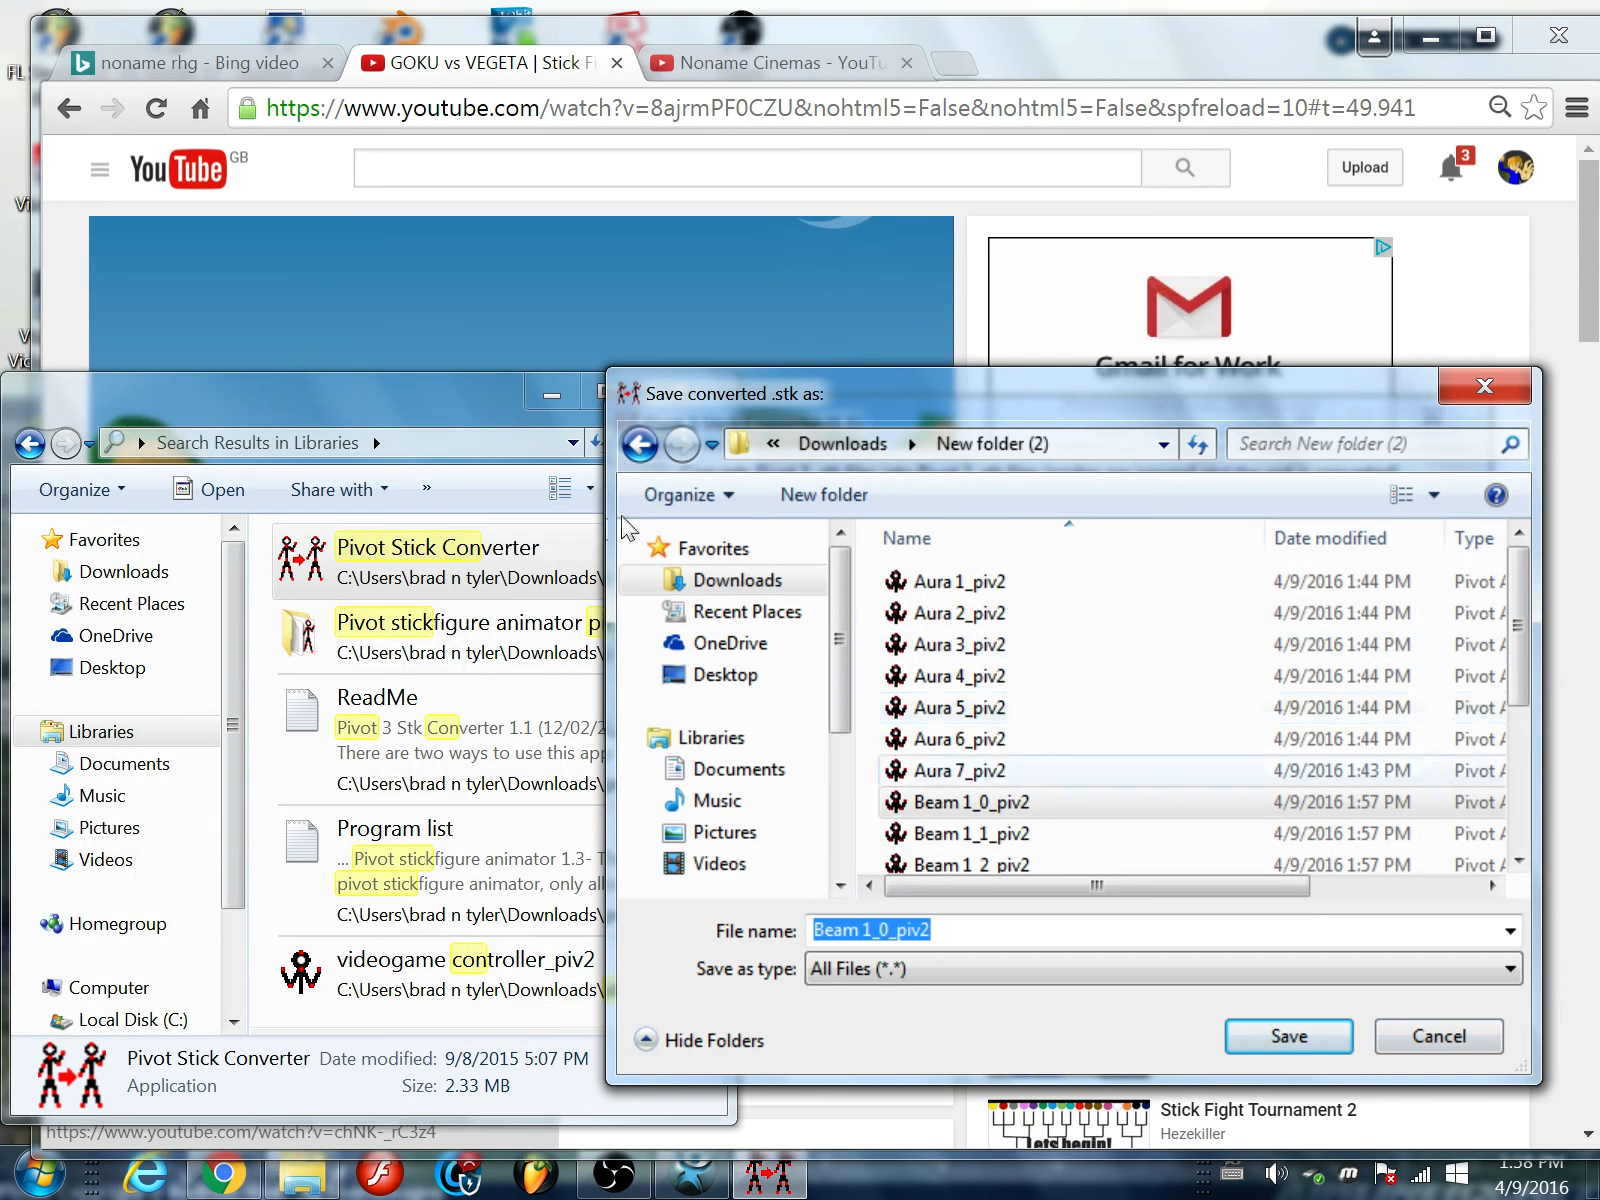 noname rhg - Bing video
GOKU vs VEGETA | Stick Fi
Noname Cinemas - YouTu
https://www.youtube.com/watch?v=8ajrmPF0CZU&nohtml5=False&nohtml5=False&spfreload=10#t=49.941
YouTube GB
Upload
3
Gmail for Work
Search Results in Libraries
Organize
Open
Share with
»
Favorites
Downloads
Recent Places
OneDrive
Desktop
Libraries
Documents
Music
Pictures
Videos
Homegroup
Computer
Local Disk (C:)
Pivot Stick Converter
C:\Users\brad n tyler\Downloads\
Pivot stickfigure animator p
C:\Users\brad n tyler\Downloads\
ReadMe
Pivot 3 Stk Converter 1.1 (12/02/2
There are two ways to use this app
C:\Users\brad n tyler\Downloads\
Program list
... Pivot stickfigure animator 1.3- T
pivot stickfigure animator, only all
C:\Users\brad n tyler\Downloads\
videogame controller_piv2
C:\Users\brad n tyler\Downloads\
Pivot Stick Converter Date modified: 9/8/2015 5:07 PM
Application Size: 2.33 MB
Save converted .stk as:
« Downloads New folder (2)
Search New folder (2)
Organize
New folder
Favorites
Downloads
Recent Places
OneDrive
Desktop
Libraries
Documents
Music
Pictures
Videos
Name Date modified Type
Aura 1_piv2 4/9/2016 1:44 PM Pivot A
Aura 2_piv2 4/9/2016 1:44 PM Pivot A
Aura 3_piv2 4/9/2016 1:44 PM Pivot A
Aura 4_piv2 4/9/2016 1:44 PM Pivot A
Aura 5_piv2 4/9/2016 1:44 PM Pivot A
Aura 6_piv2 4/9/2016 1:44 PM Pivot A
Aura 7_piv2 4/9/2016 1:43 PM Pivot A
Beam 1_0_piv2 4/9/2016 1:57 PM Pivot A
Beam 1_1_piv2 4/9/2016 1:57 PM Pivot A
Beam 1_2_piv2 4/9/2016 1:57 PM Pivot A
File name: Beam 1_0_piv2
Save as type: All Files (*.*)
Hide Folders
Save
Cancel
Lets begin!
Stick Fight Tournament 2
Hezekiller
https://www.youtube.com/watch?v=chNK-_rC3z4
1:58 PM
4/9/2016